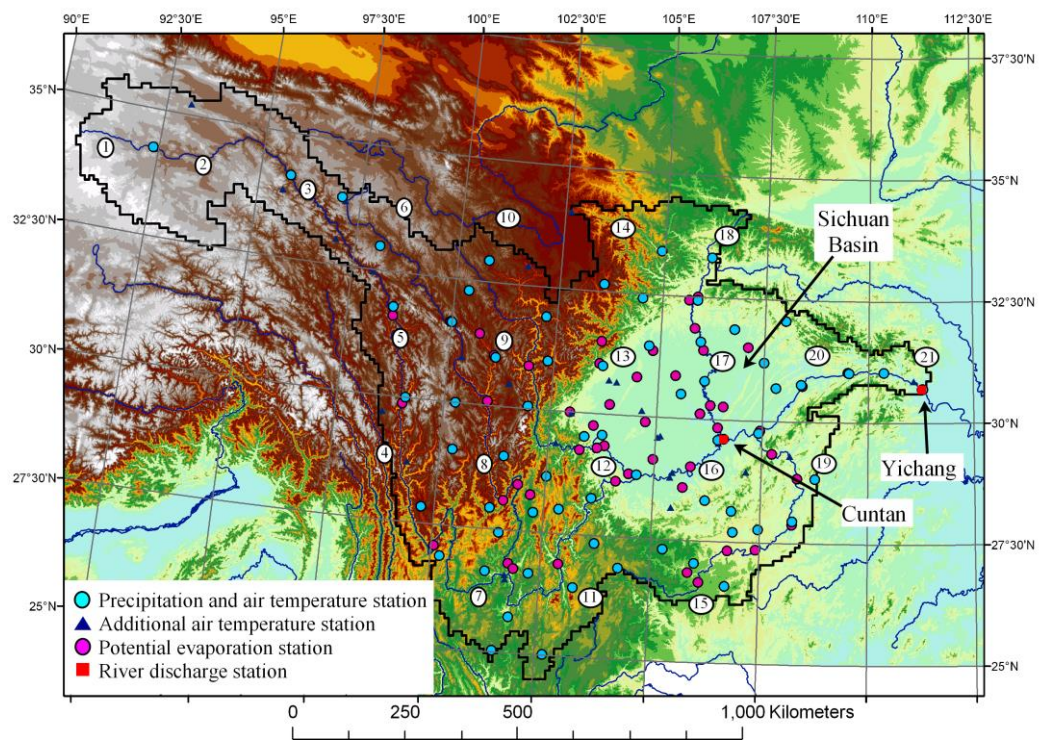 90°E 92°30'E 95°E 97°30'E 100°E 102°30'E 105°E 107°30'E 110°E 112°30'E
37°30'N
35°N
35°N
32°30'N
32°30'N
30°N
30°N
27°30'N
27°30'N
25°N
25°N
1
2
3
6
10
14
18
5
9
13
17
20
21
4
8
12
16
19
7
11
15
Sichuan
Basin
Yichang
Cuntan
Precipitation and air temperature station
Additional air temperature station
Potential evaporation station
River discharge station
0 250 500 1,000 Kilometers